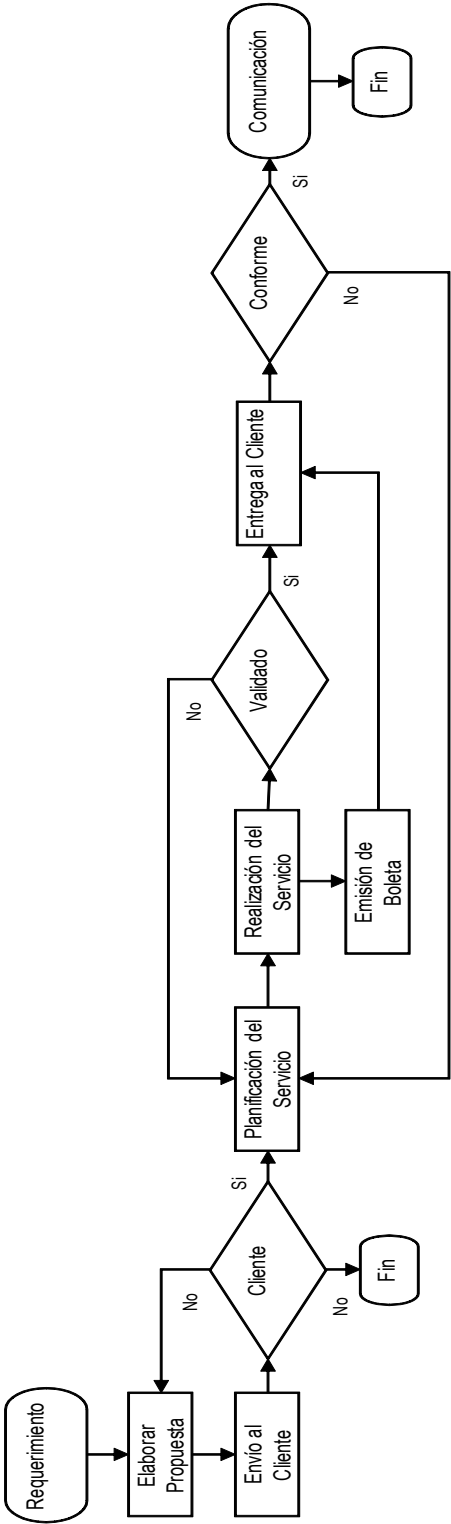 Requerimiento
Elaborar
Propuesta
Envío al
Cliente
Cliente
No
No
Si
Fin
Planificación del
Servicio
Realización del
Servicio
Emisión de
Boleta
Validado
No
Si
Entrega al Cliente
Conforme
No
Si
Comunicación
Fin